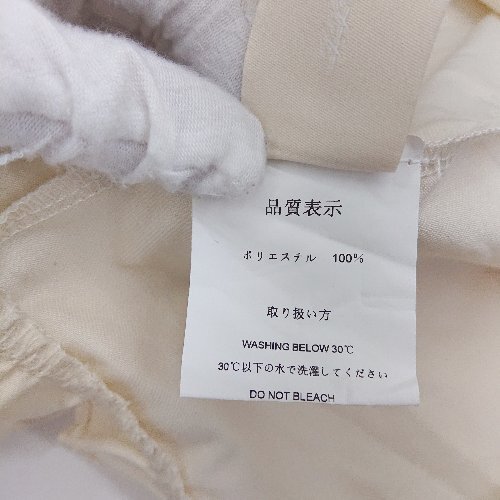 品質表示
ポリエステル 100%
取り扱い方
WASHING BELOW 30℃
30℃以下の水で洗濯してください
DO NOT BLEACH